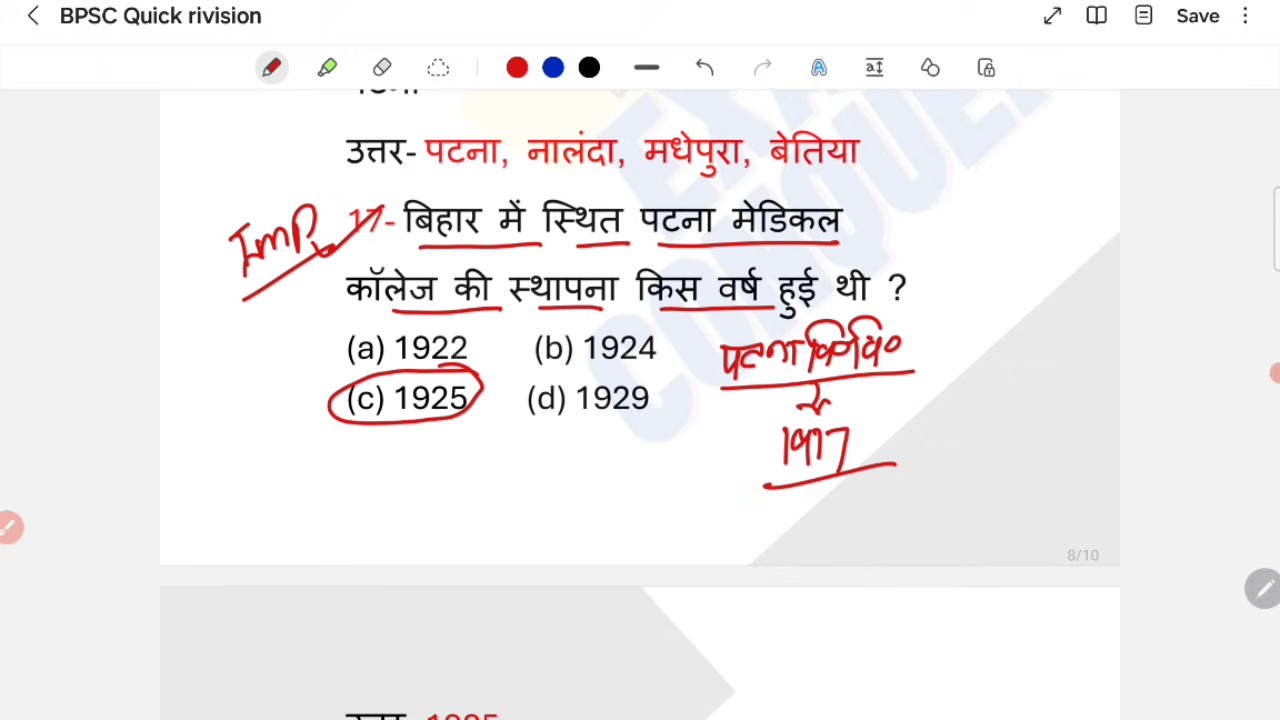 BPSC Quick rivision
Save
उत्तर- पटना, नालंदा, मधेपुरा, बेतिया
Imp 17- बिहार में स्थित पटना मेडिकल
कॉलेज की स्थापना किस वर्ष हुई थी ?
(a) 1922 (b) 1924
(c) 1925 (d) 1929
पटना
1917
8/10
1925